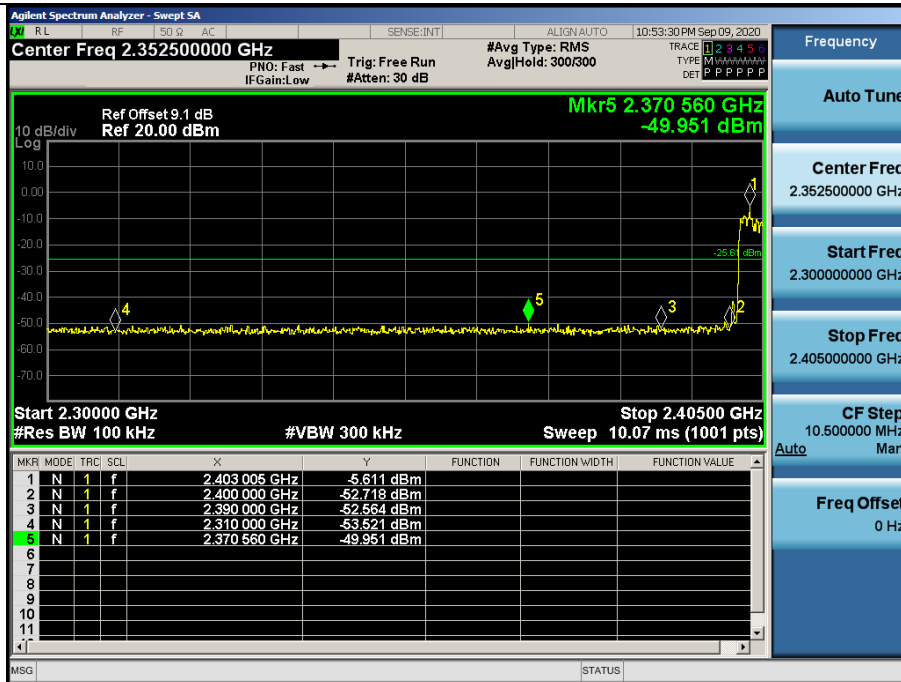 Agilent Spectrum Analyzer - Swept SA
LXI RL RF 50 Ω AC SENSE:INT ALIGN AUTO 10:53:30 PM Sep 09, 2020
Center Freq 2.352500000 GHz
PNO: Fast
IFGain:Low
Trig: Free Run
#Atten: 30 dB
#Avg Type: RMS
Avg|Hold: 300/300
TRACE 1 2 3 4 5 6
TYPE MWWWWWW
DET P P P P P P
Mkr5 2.370 560 GHz
-49.951 dBm
Ref Offset 9.1 dB
10 dB/div Ref 20.00 dBm
Log
10.0
0.00
-10.0
-20.0
-30.0
-40.0
-50.0
-60.0
-70.0
1
-25.61 dBm
4
5
3
2
Start 2.30000 GHz Stop 2.40500 GHz
#Res BW 100 kHz #VBW 300 kHz Sweep 10.07 ms (1001 pts)
MKR MODE TRC SCL X Y FUNCTION FUNCTION WIDTH FUNCTION VALUE
1 N 1 f 2.403 005 GHz -5.611 dBm
2 N 1 f 2.400 000 GHz -52.718 dBm
3 N 1 f 2.390 000 GHz -52.564 dBm
4 N 1 f 2.310 000 GHz -53.521 dBm
5 N 1 f 2.370 560 GHz -49.951 dBm
6
7
8
9
10
11
MSG STATUS
Frequency
Auto Tune
Center Freq
2.352500000 GHz
Start Freq
2.300000000 GHz
Stop Freq
2.405000000 GHz
CF Step
10.500000 MHz
Auto Man
Freq Offset
0 Hz